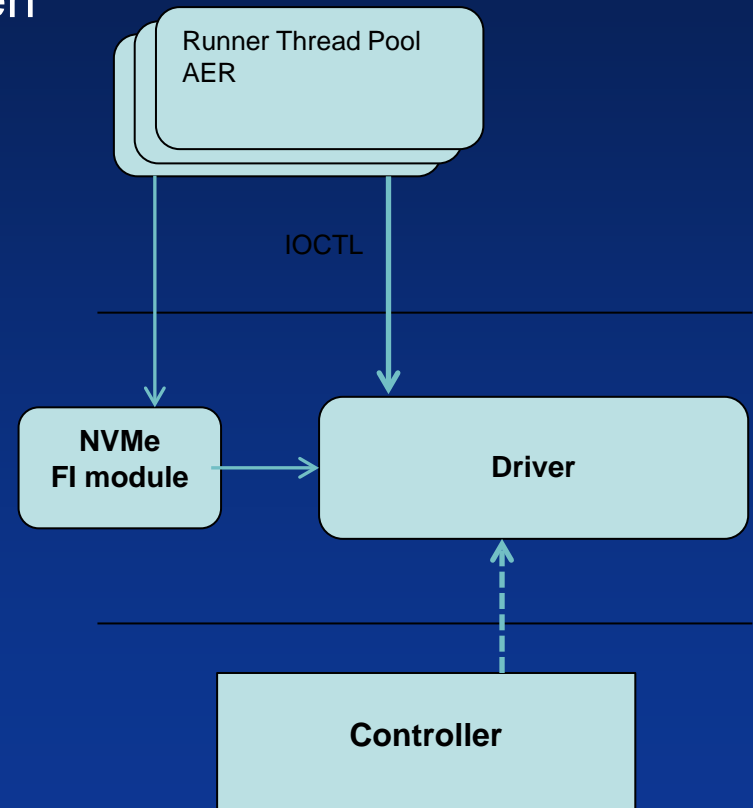 Runner Thread Pool
AER
IOCTL
NVMe
FI module
Driver
Controller